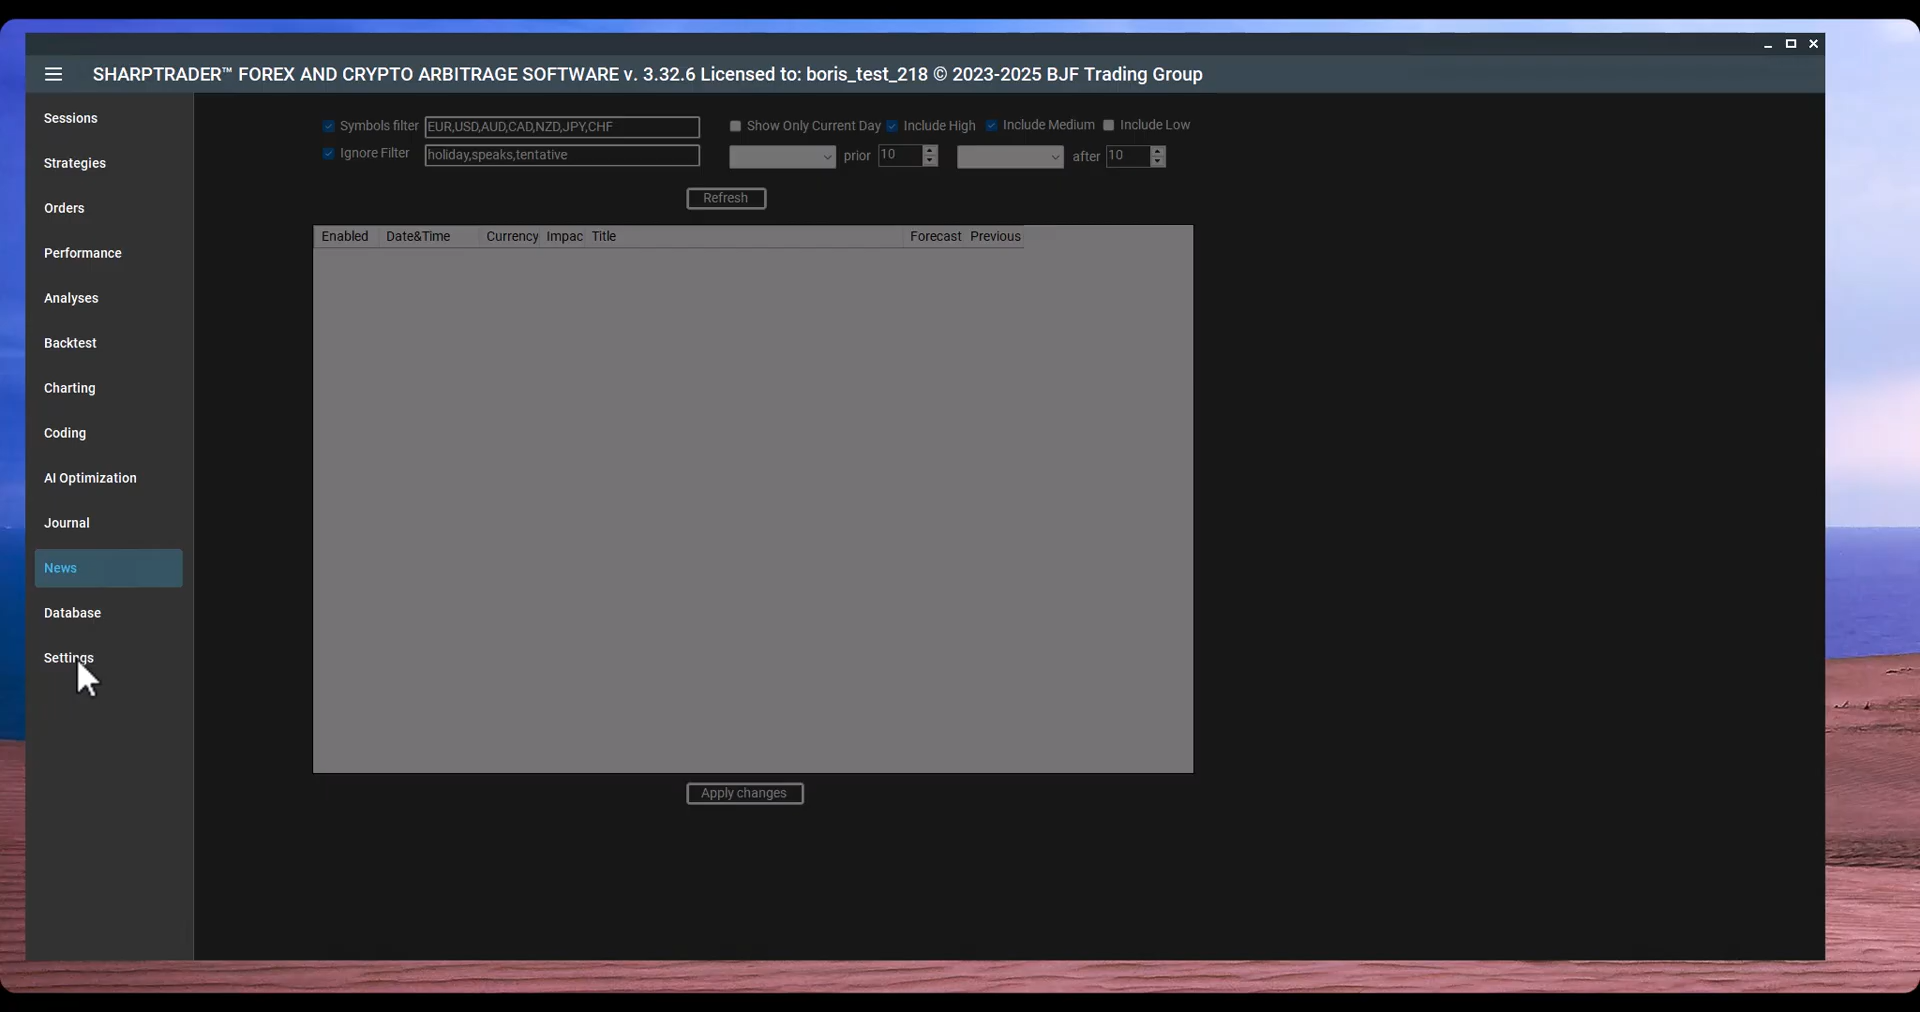 SHARPTRADER™ FOREX AND CRYPTO ARBITRAGE SOFTWARE v. 3.32.6 Licensed to: boris_test_218 © 2023-2025 BJF Trading Group
Sessions
Strategies
Orders
Performance
Analyses
Backtest
Charting
Coding
AI Optimization
Journal
News
Database
Settings
Symbols filter EUR,USD,AUD,CAD,NZD,JPY,CHF Show Only Current Day Include High Include Medium Include Low
Ignore Filter holiday,speaks,tentative prior 10 after 10
Refresh
Enabled Date&Time Currency Impac Title Forecast Previous
Apply changes